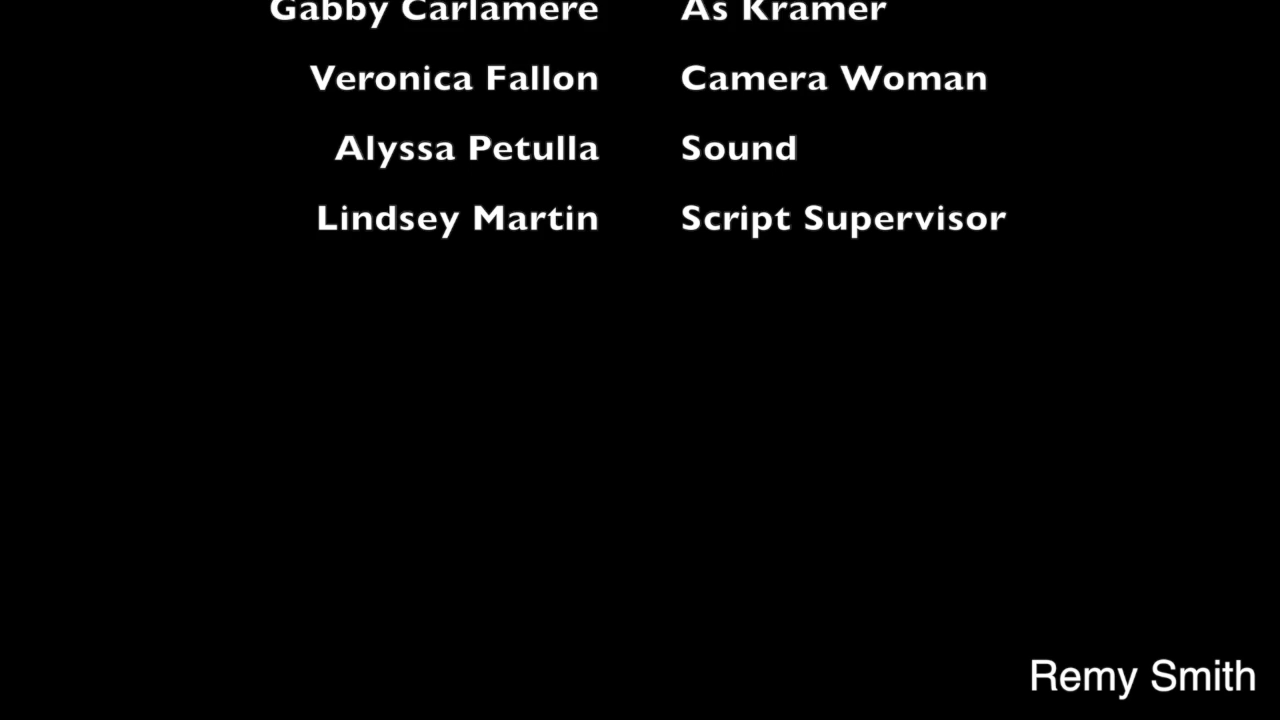 Gabby Carlamere As Kramer
Veronica Fallon Camera Woman
Alyssa Petulla Sound
Lindsey Martin Script Supervisor
Remy Smith